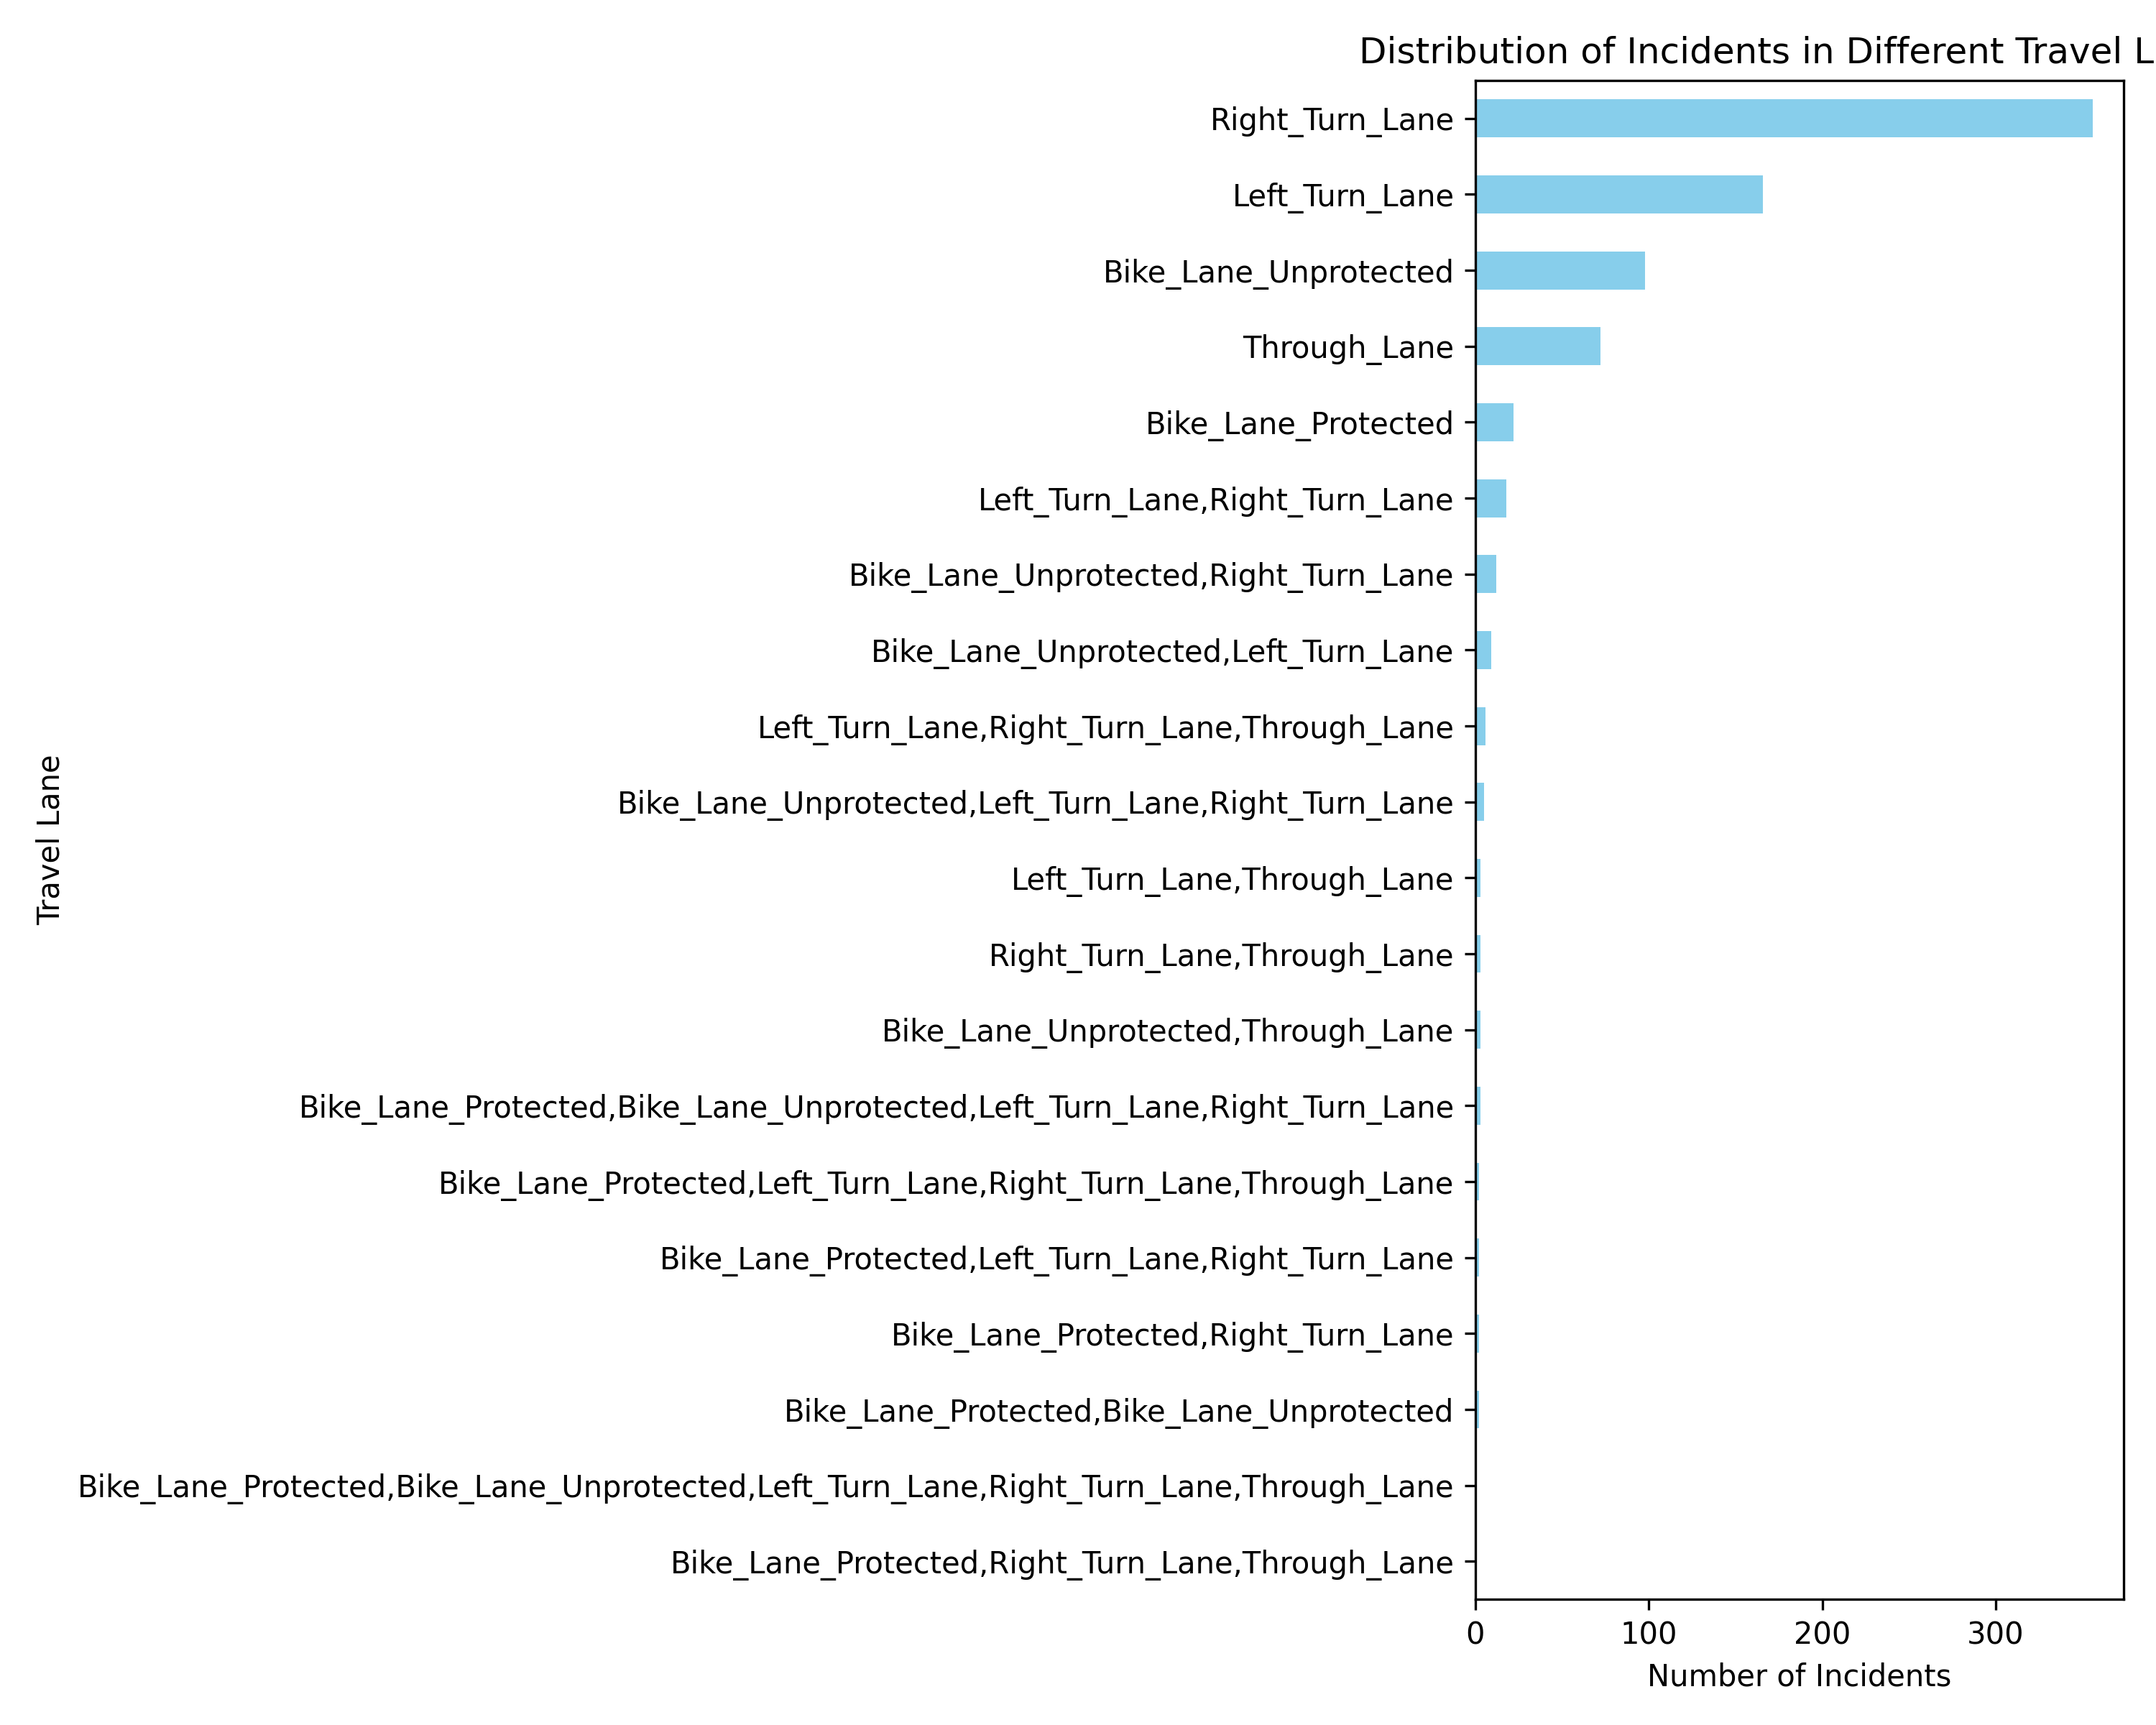 Distribution of Incidents in Different Travel L
Right_Turn_Lane
Left_Turn_Lane
Bike_Lane_Unprotected
Through_Lane
Bike_Lane_Protected
Left_Turn_Lane,Right_Turn_Lane
Bike_Lane_Unprotected,Right_Turn_Lane
Bike_Lane_Unprotected,Left_Turn_Lane
Left_Turn_Lane,Right_Turn_Lane,Through_Lane
Bike_Lane_Unprotected,Left_Turn_Lane,Right_Turn_Lane
Left_Turn_Lane,Through_Lane
Right_Turn_Lane,Through_Lane
Bike_Lane_Unprotected,Through_Lane
Bike_Lane_Protected,Bike_Lane_Unprotected,Left_Turn_Lane,Right_Turn_Lane
Bike_Lane_Protected,Left_Turn_Lane,Right_Turn_Lane,Through_Lane
Bike_Lane_Protected,Left_Turn_Lane,Right_Turn_Lane
Bike_Lane_Protected,Right_Turn_Lane
Bike_Lane_Protected,Bike_Lane_Unprotected
Bike_Lane_Protected,Bike_Lane_Unprotected,Left_Turn_Lane,Right_Turn_Lane,Through_Lane
Bike_Lane_Protected,Right_Turn_Lane,Through_Lane
Travel Lane
0 100 200 300
Number of Incidents